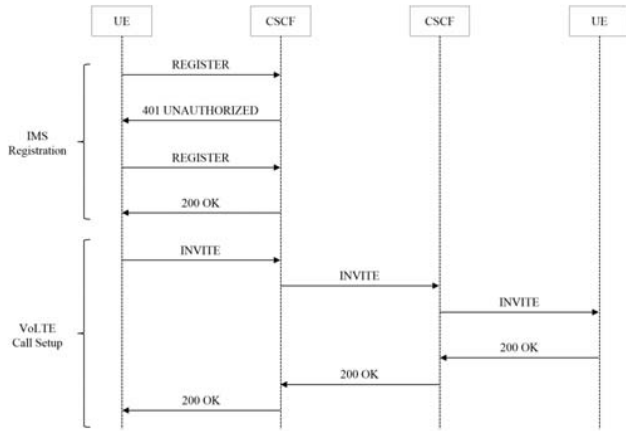 UE
CSCF
CSCF
UE
REGISTER
401 UNAUTHORIZED
IMS
Registration
REGISTER
200 OK
INVITE
INVITE
INVITE
VoLTE
Call Setup
200 OK
200 OK
200 OK